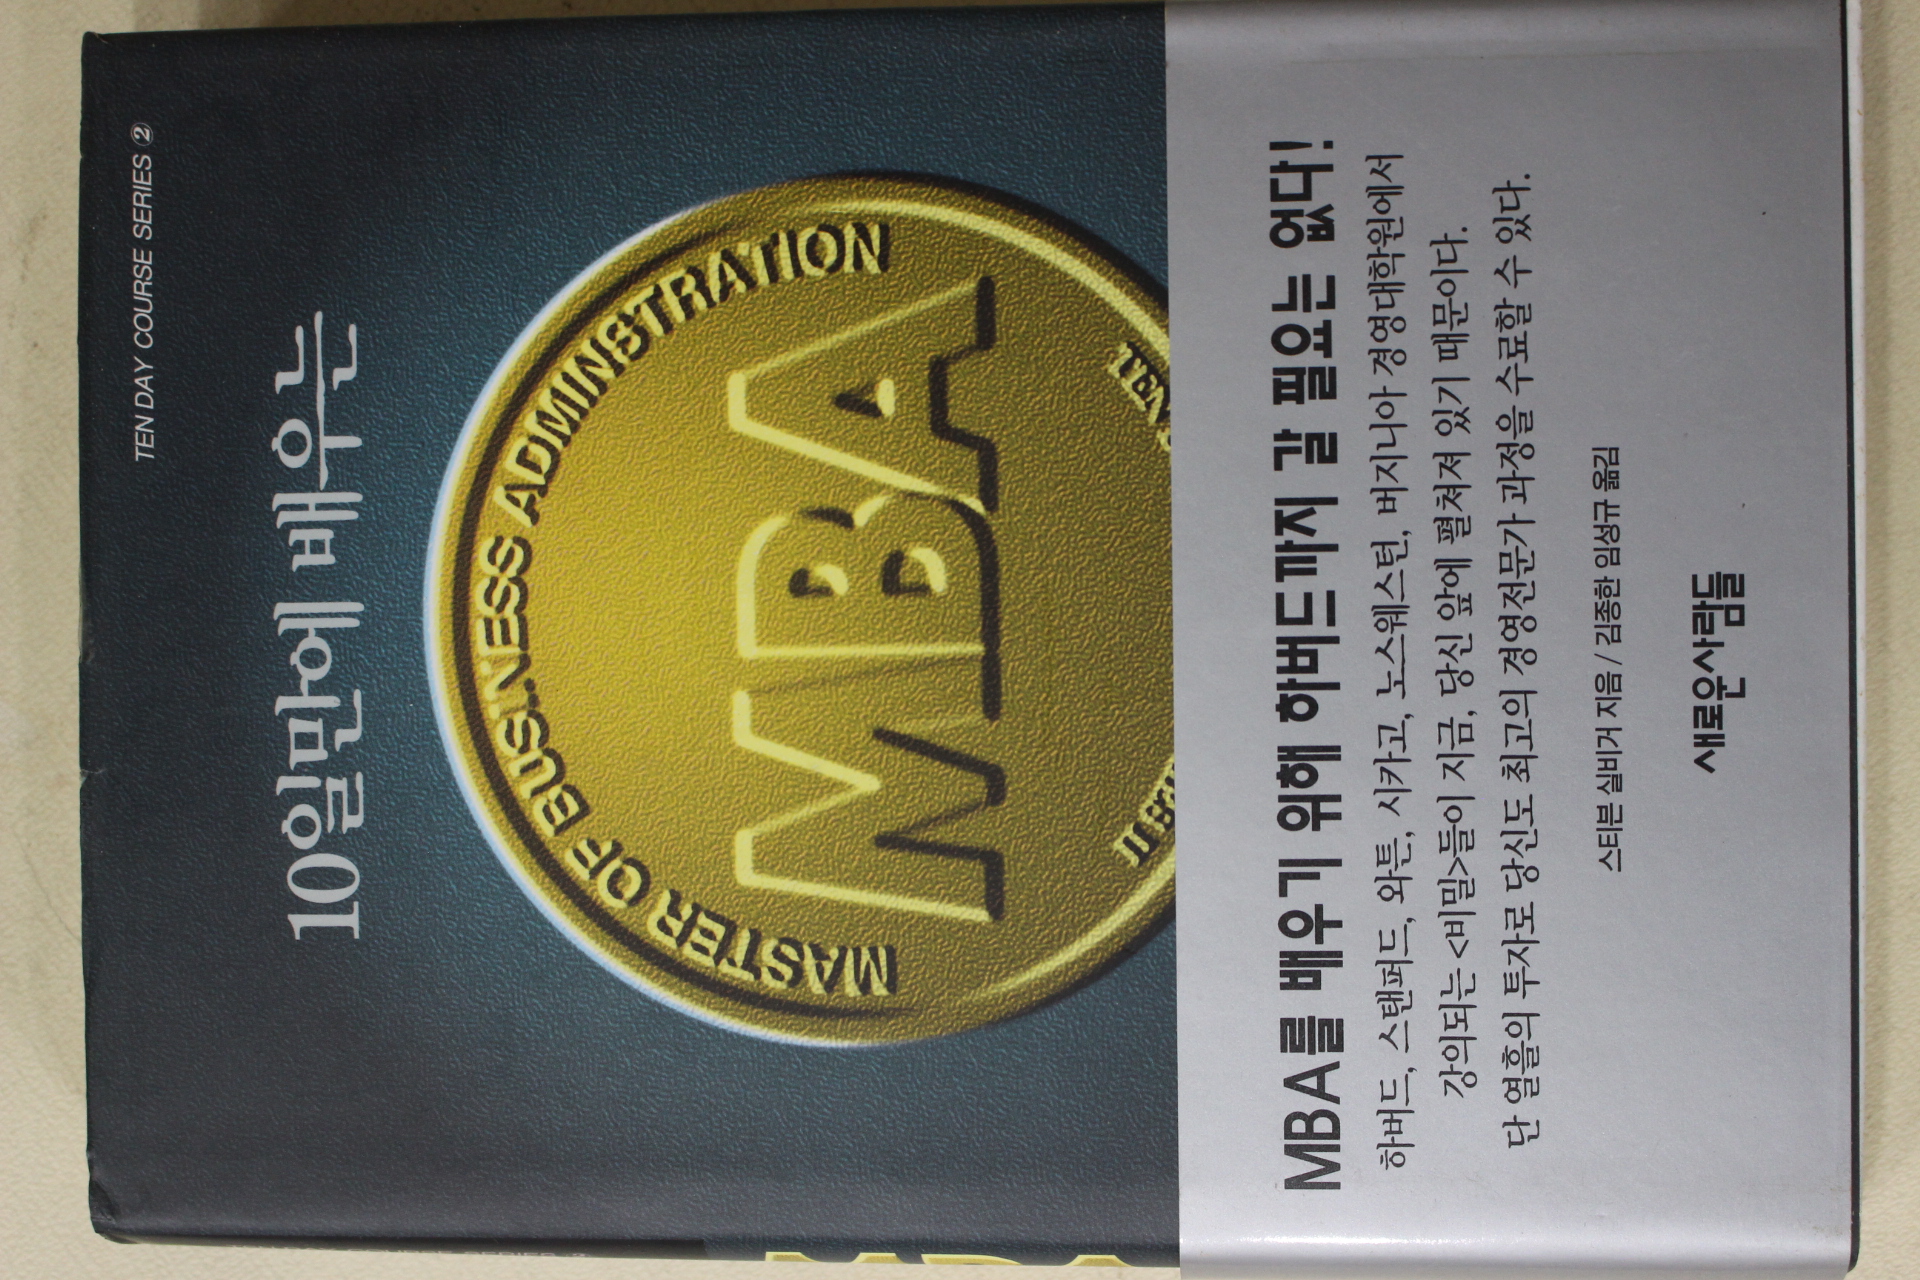 TEN DAY COURSE SERIES ②
10일만에 배우는
MASTER OF BUSINESS ADMINISTRATION
MBA
TEN
MBA를 배우기 위해 하버드까지 갈 필요는 없다!
하버드, 스탠퍼드, 와튼, 시카고, 노스웨스턴, 버지니아 경영대학원에서
강의되는 <비밀>들이 지금, 당신 앞에 펼쳐져 있기 때문이다.
단 열흘의 투자로 당신도 최고의 경영전문가 과정을 수료할 수 있다.
스티븐 실비거 지음 / 김종한 임성규 옮김
새로운사람들
MBA